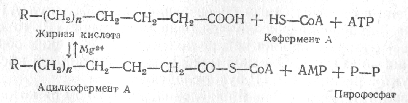 R—(CH₂)ₙ—CH₂—CH₂—CH₂—COOH + HS—CoA + ATP
Жирная кислота Кофермент A
↓↑Mg²⁺
R—(CH₂)ₙ—CH₂—CH₂—CH₂—CO—S—CoA + AMP + P—P
Ацилкофермент A Пирофосфат